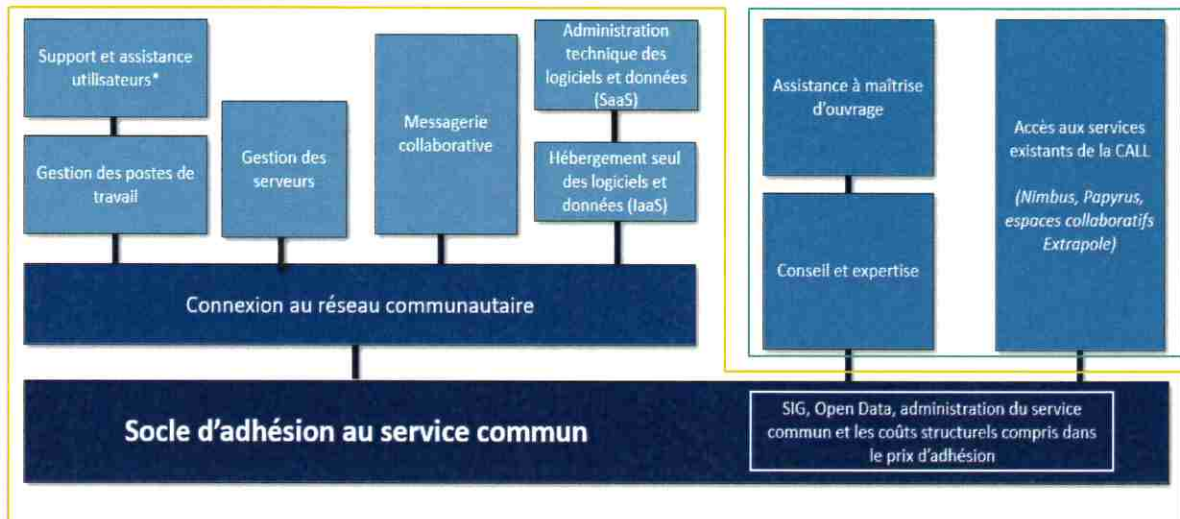 Support et assistance
utilisateurs*
Gestion des postes de
travail
Gestion des
serveurs
Messagerie
collaborative
Administration
technique des
logiciels et données
(SaaS)
Hébergement seul
des logiciels et
données (IaaS)
Assistance à maîtrise
d'ouvrage
Conseil et expertise
Accès aux services
existants de la CALL
(Nimbus, Papyrus,
espaces collaboratifs
Extrapole)
Connexion au réseau communautaire
Socle d'adhésion au service commun
SIG, Open Data, administration du service
commun et les coûts structurels compris dans
le prix d'adhésion